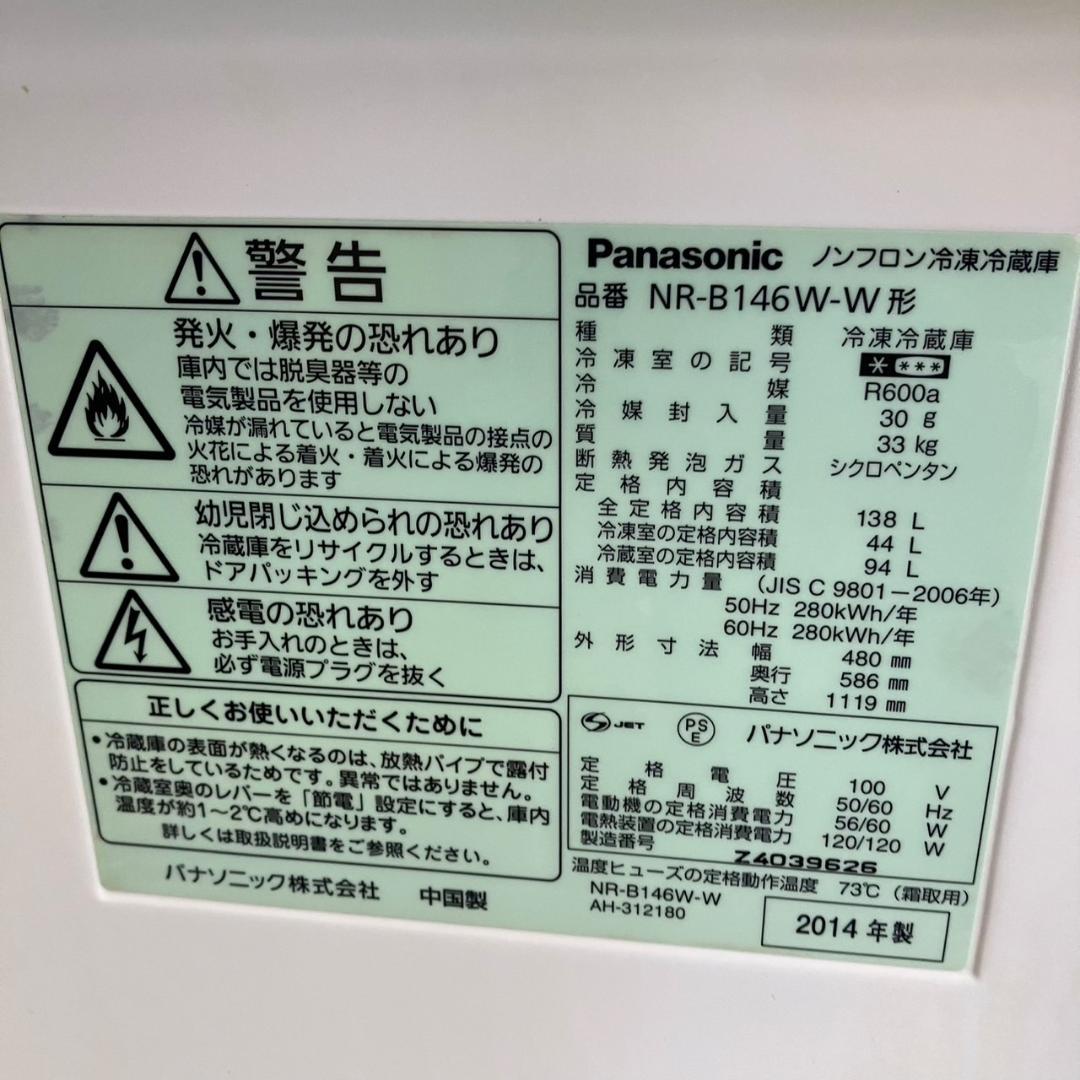 警告
発火・爆発の恐れあり
庫内では脱臭器等の
電気製品を使用しない
冷媒が漏れていると電気製品の接点の
火花による着火・着火による爆発の
恐れがあります
幼児閉じ込められの恐れあり
冷蔵庫をリサイクルするときは、
ドアパッキングを外す
感電の恐れあり
お手入れのときは、
必ず電源プラグを抜く
正しくお使いいただくために
•冷蔵庫の表面が熱くなるのは、放熱パイプで露付
防止をしているためです。異常ではありません。
•冷蔵室奥のレバーを「節電」設定にすると、庫内
温度が約1~2℃高めになります。
詳しくは取扱説明書をご参照ください。
パナソニック株式会社 中国製
Panasonic ノンフロン冷凍冷蔵庫
品番 NR-B146W-W形
種類 冷凍冷蔵庫
冷凍室の記号 * ***
冷媒 R600a
冷媒封入量 30 g
質量 33 kg
断熱発泡ガス シクロペンタン
定格内容積
全定格内容積 138 L
冷凍室の定格内容積 44 L
冷蔵室の定格内容積 94 L
消費電力量 (JIS C 9801-2006年)
50Hz 280kWh/年
60Hz 280kWh/年
外形寸法 幅 480 mm
奥行 586 mm
高さ 1119 mm
S JET PS E パナソニック株式会社
定格電圧 100 V
定格周波数 50/60 Hz
電動機の定格消費電力 56/60 W
電熱装置の定格消費電力 120/120 W
製造番号 Z4039626
温度ヒューズの定格動作温度 73℃ (霜取用)
NR-B146W-W
AH-312180
2014年製